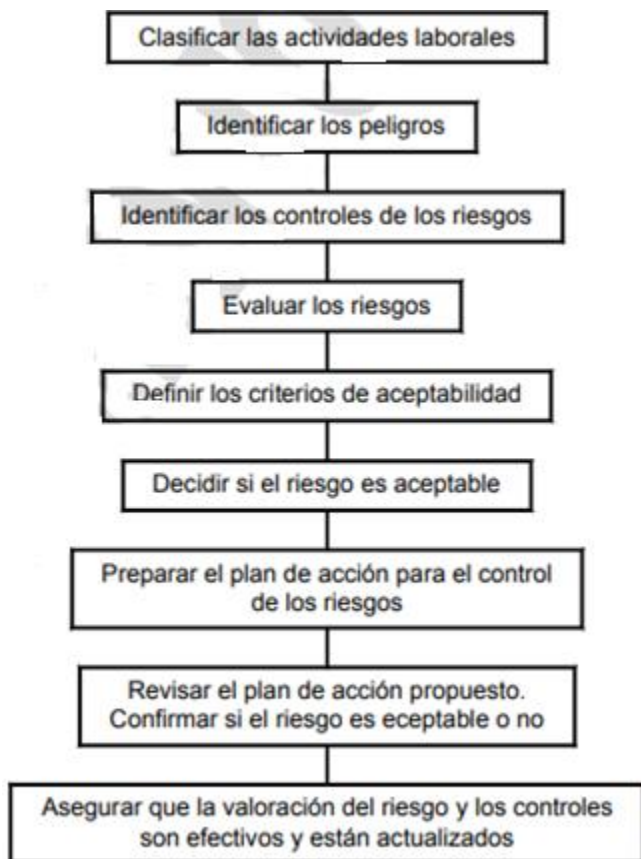 Clasificar las actividades laborales
Identificar los peligros
Identificar los controles de los riesgos
Evaluar los riesgos
Definir los criterios de aceptabilidad
Decidir si el riesgo es aceptable
Preparar el plan de acción para el control
de los riesgos
Revisar el plan de acción propuesto.
Confirmar si el riesgo es eceptable o no
Asegurar que la valoración del riesgo y los controles
son efectivos y están actualizados